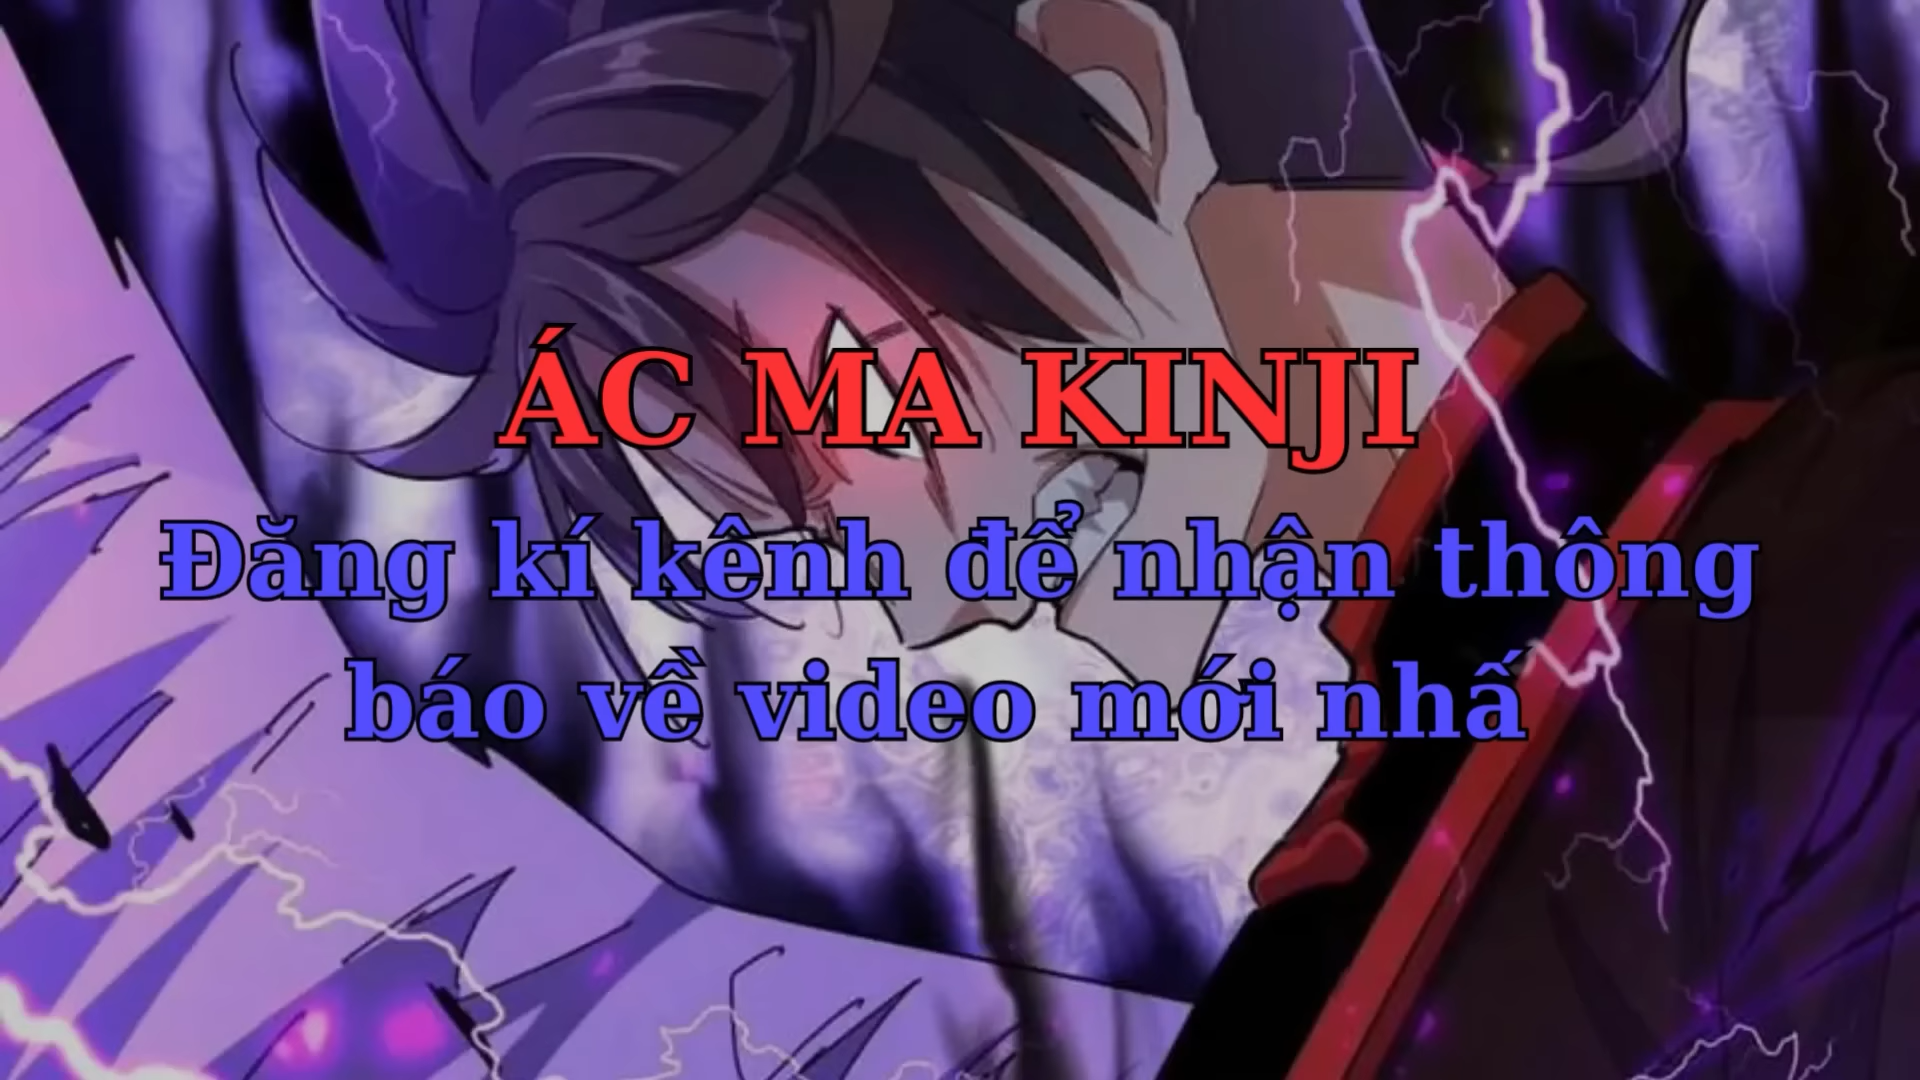 ÁC MA KINJI
Đăng kí kênh để nhận thông
báo về video mới nhấ